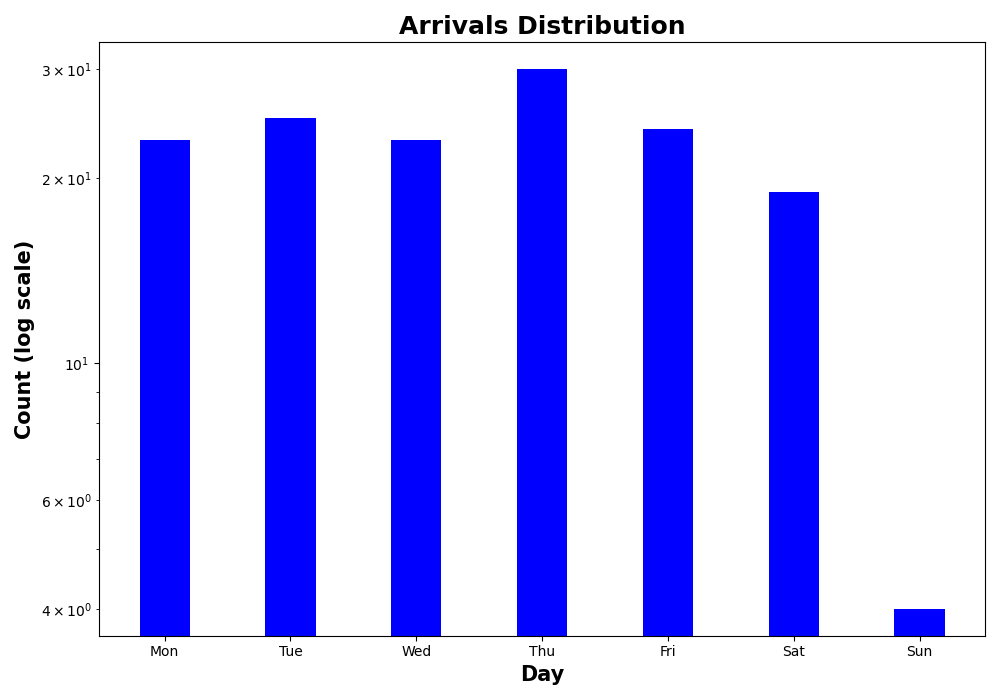 Arrivals Distribution
Count (log scale)
3 × 10¹
2 × 10¹
10¹
6 × 10⁰
4 × 10⁰
Mon Tue Wed Thu Fri Sat Sun
Day